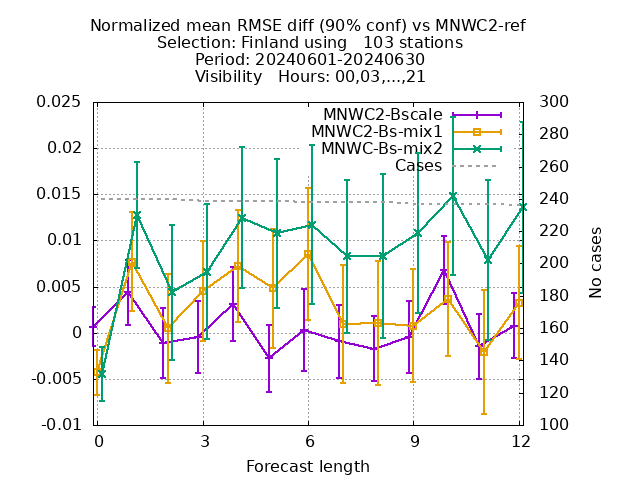 Normalized mean RMSE diff (90% conf) vs MNWC2-ref
Selection: Finland using   103 stations
Period: 20240601-20240630
Visibility   Hours: 00,03,...,21
MNWC2-Bscale
MNWC2-Bs-mix1
MNWC-Bs-mix2
Cases
0.025
0.02
0.015
0.01
0.005
0
-0.005
-0.01
300
280
260
240
220
200
180
160
140
120
100
No cases
0 3 6 9 12
Forecast length